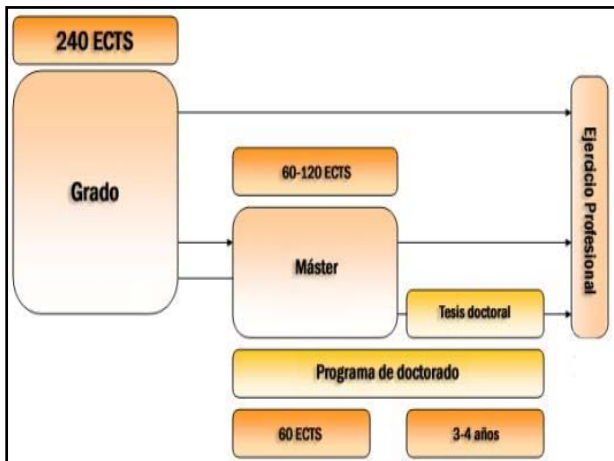 240 ECTS
Grado
60-120 ECTS
Máster
Tesis doctoral
Ejercicio Profesional
Programa de doctorado
60 ECTS
3-4 años